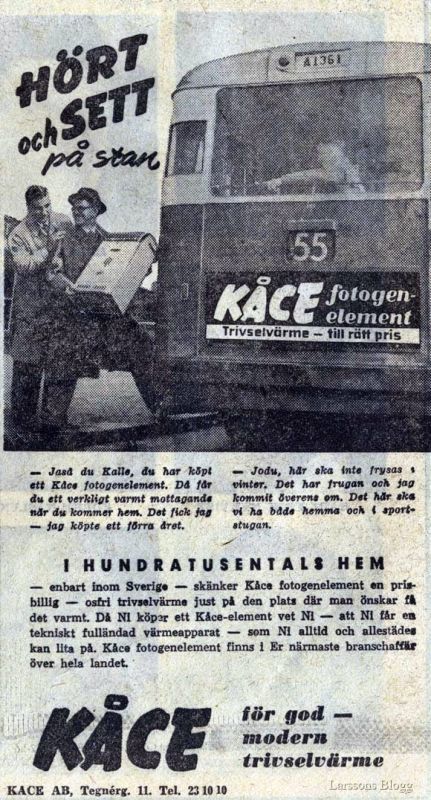 HÖRT
och SETT
på stan
A1361
55
KÅCE fotogen-
element
Trivselvärme — till rätt pris
— Jaså du Kalle, du har köpt
ett Kåce fotogenelement. Då får
du ett verkligt varmt mottagande
när du kommer hem. Det fick jag
— jag köpte ett förra året.
— Jodu, här ska inte frysas i
vinter. Det har frugan och jag
kommit överens om. Det här ska
vi ha både hemma och i sport-
stugan.
I HUNDRATUSENTALS HEM
— enbart inom Sverige — skänker Kåce fotogenelement en pris-
billig — osfri trivselvärme just på den plats där man önskar få
det varmt. Då NI köper ett Kåce-element vet NI — att NI får en
tekniskt fulländad värmeapparat — som NI alltid och allestädes
kan lita på. Kåce fotogenelement finns i Er närmaste branschaffär
över hela landet.
KÅCE
för god —
modern
trivselvärme
KACE AB, Tegnérg. 11. Tel. 23 10 10
Larssons Blogg